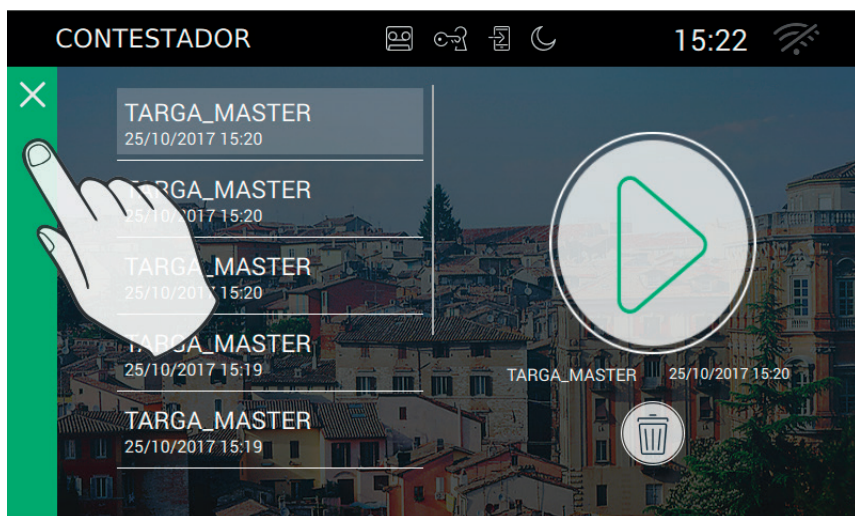 CONTESTADOR
15:22
TARGA_MASTER
25/10/2017 15:20
TARGA_MASTER
25/10/2017 15:20
TARGA_MASTER
25/10/2017 15:20
TARGA_MASTER
25/10/2017 15:19
TARGA_MASTER
25/10/2017 15:19
TARGA_MASTER 25/10/2017 15:20